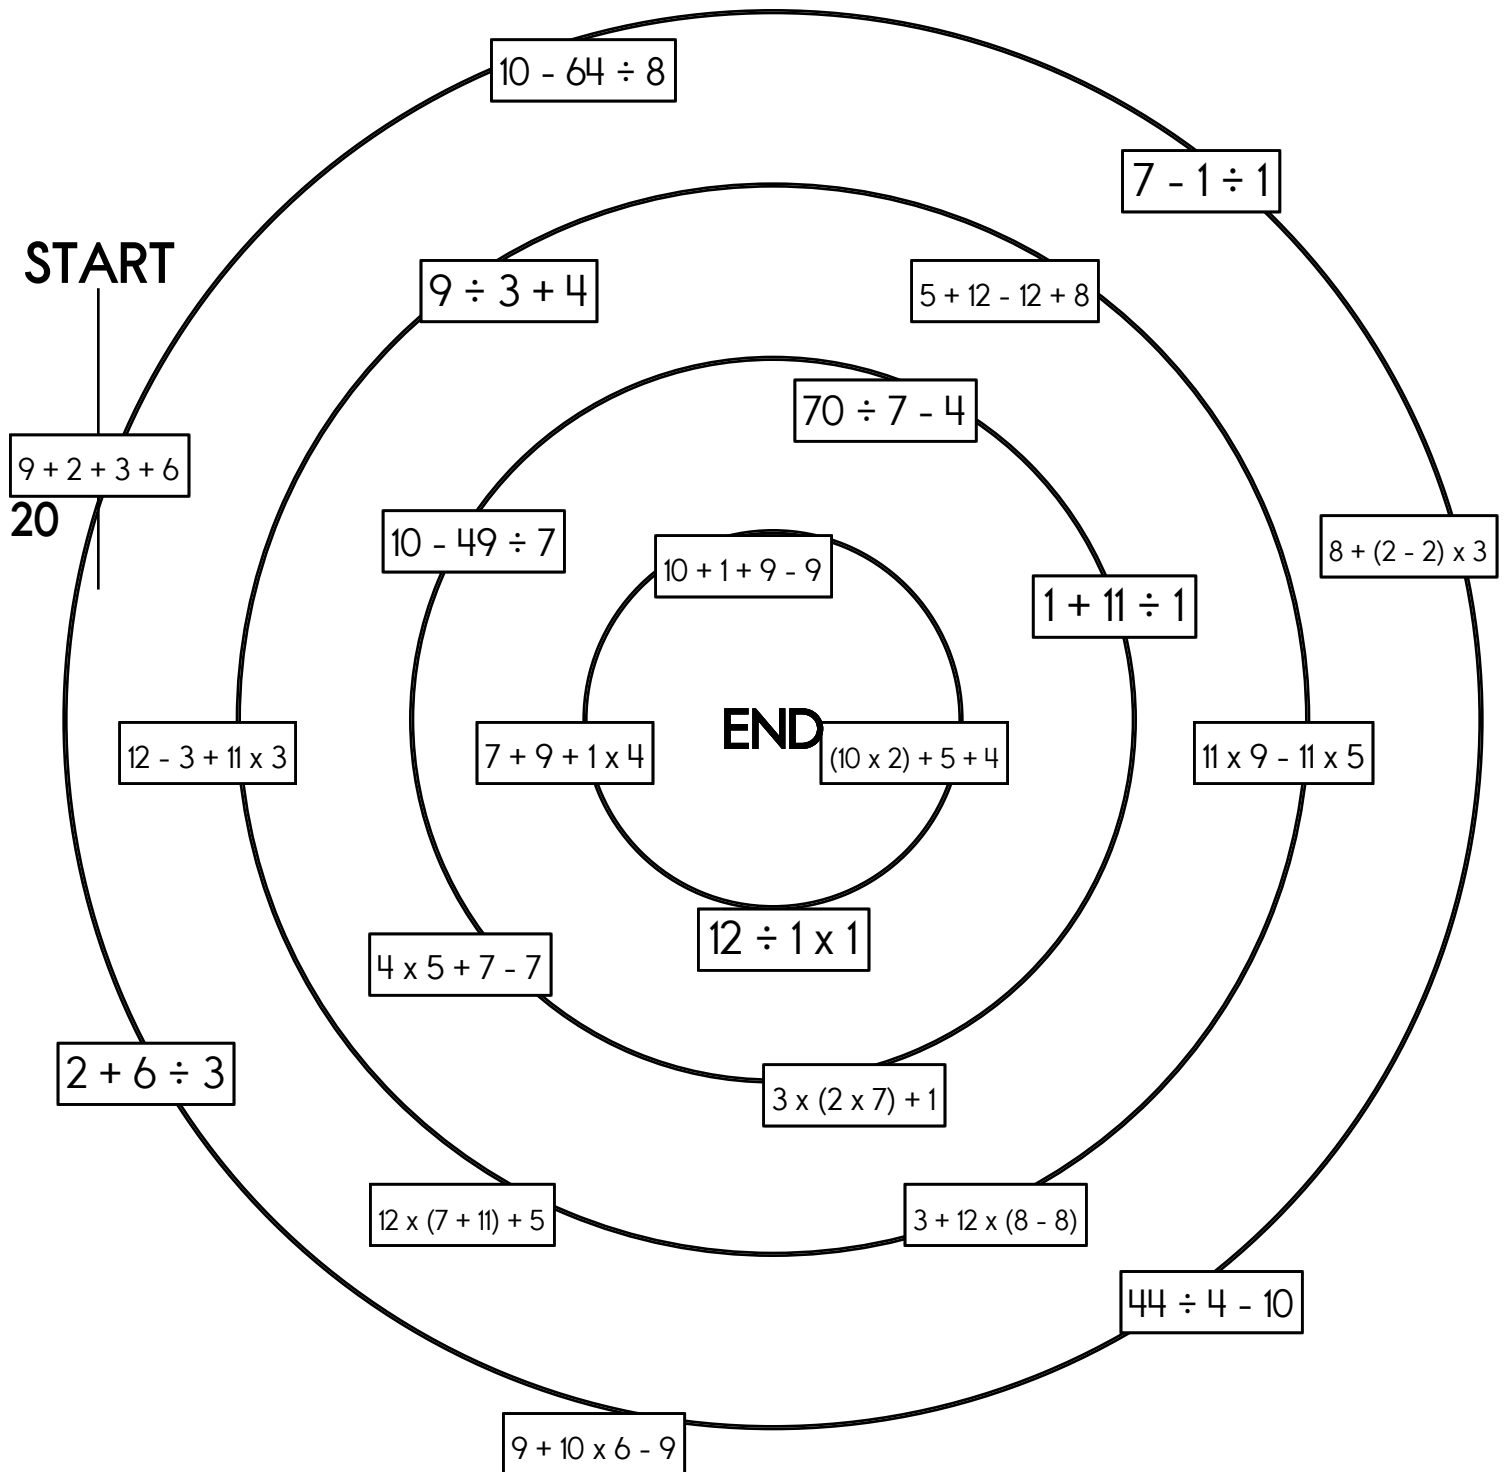 10 - 64 ÷ 8
7 - 1 ÷ 1
START
9 ÷ 3 + 4
5 + 12 - 12 + 8
70 ÷ 7 - 4
9 + 2 + 3 + 6
20
10 - 49 ÷ 7
8 + (2 - 2) x 3
10 + 1 + 9 - 9
1 + 11 ÷ 1
END
12 - 3 + 11 x 3
7 + 9 + 1 x 4
(10 x 2) + 5 + 4
11 x 9 - 11 x 5
12 ÷ 1 x 1
4 x 5 + 7 - 7
2 + 6 ÷ 3
3 x (2 x 7) + 1
12 x (7 + 11) + 5
3 + 12 x (8 - 8)
44 ÷ 4 - 10
9 + 10 x 6 - 9